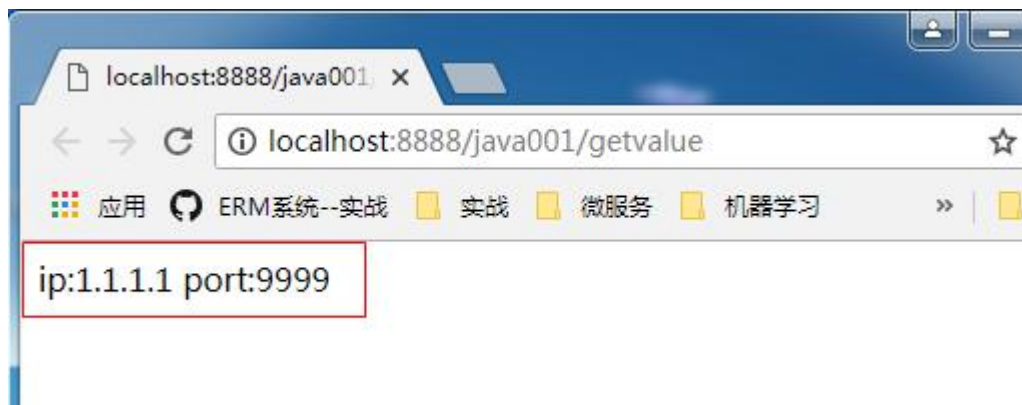 localhost:8888/java001
localhost:8888/java001/getvalue
应用 ERM系统--实战 实战 微服务 机器学习 »
ip:1.1.1.1 port:9999